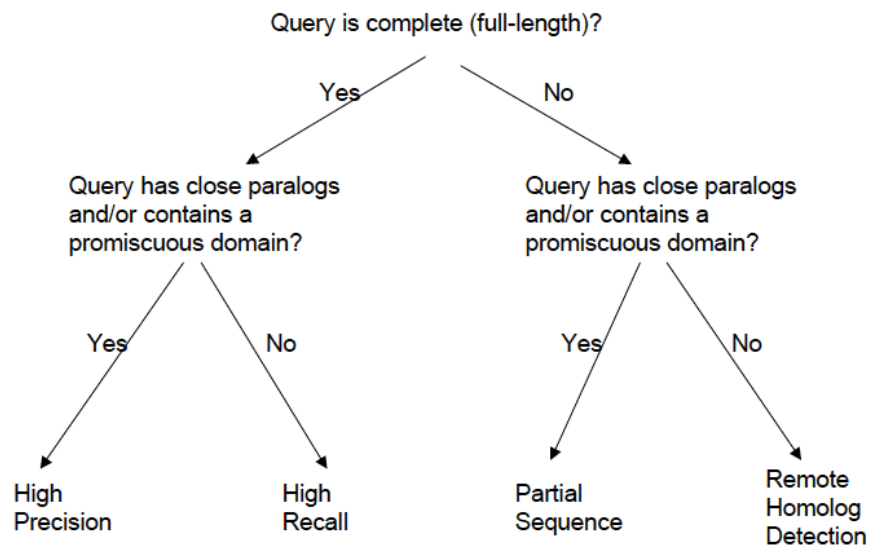 Query is complete (full-length)?
Yes
No
Query has close paralogs
and/or contains a
promiscuous domain?
Query has close paralogs
and/or contains a
promiscuous domain?
Yes
No
Yes
No
High
Precision
High
Recall
Partial
Sequence
Remote
Homolog
Detection